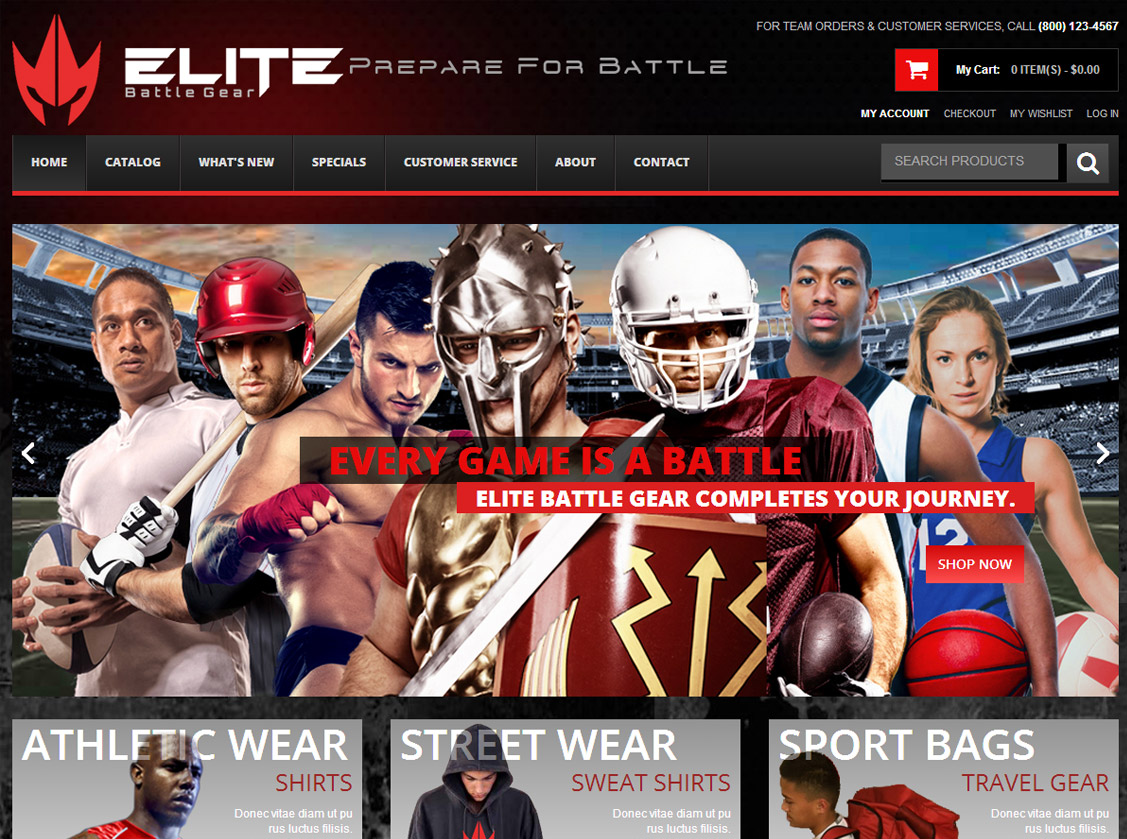 FOR TEAM ORDERS & CUSTOMER SERVICES, CALL (800) 123-4567
ELITE
Battle Gear
PREPARE FOR BATTLE
My Cart: 0 ITEM(S) - $0.00
MY ACCOUNT CHECKOUT MY WISHLIST LOG IN
HOME CATALOG WHAT'S NEW SPECIALS CUSTOMER SERVICE ABOUT CONTACT
SEARCH PRODUCTS
EVERY GAME IS A BATTLE
ELITE BATTLE GEAR COMPLETES YOUR JOURNEY.
12
SHOP NOW
ATHLETIC WEAR
SHIRTS
Donec vitae diam ut pu
rus luctus filisis.
STREET WEAR
SWEAT SHIRTS
Donec vitae diam ut pu
rus luctus filisis.
SPORT BAGS
TRAVEL GEAR
Donec vitae diam ut pu
rus luctus filisis.